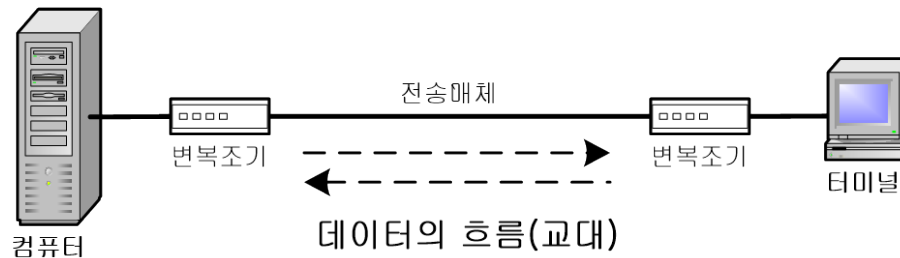 전송매체
변복조기
변복조기
터미널
데이터의 흐름(교대)
컴퓨터